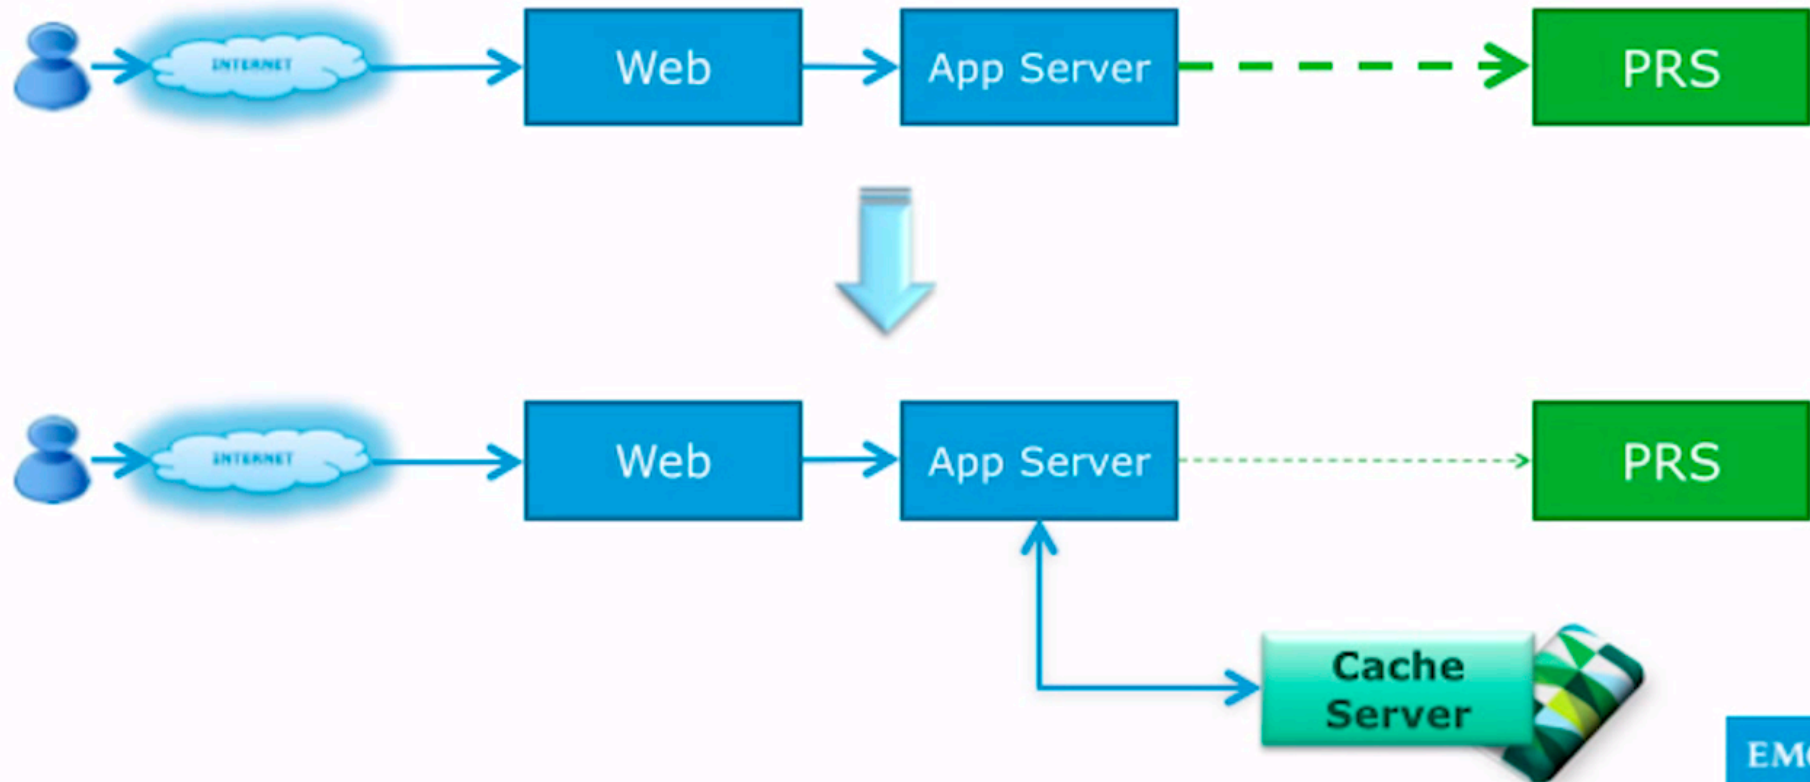 INTERNET
Web
App Server
PRS
INTERNET
Web
App Server
PRS
Cache
Server